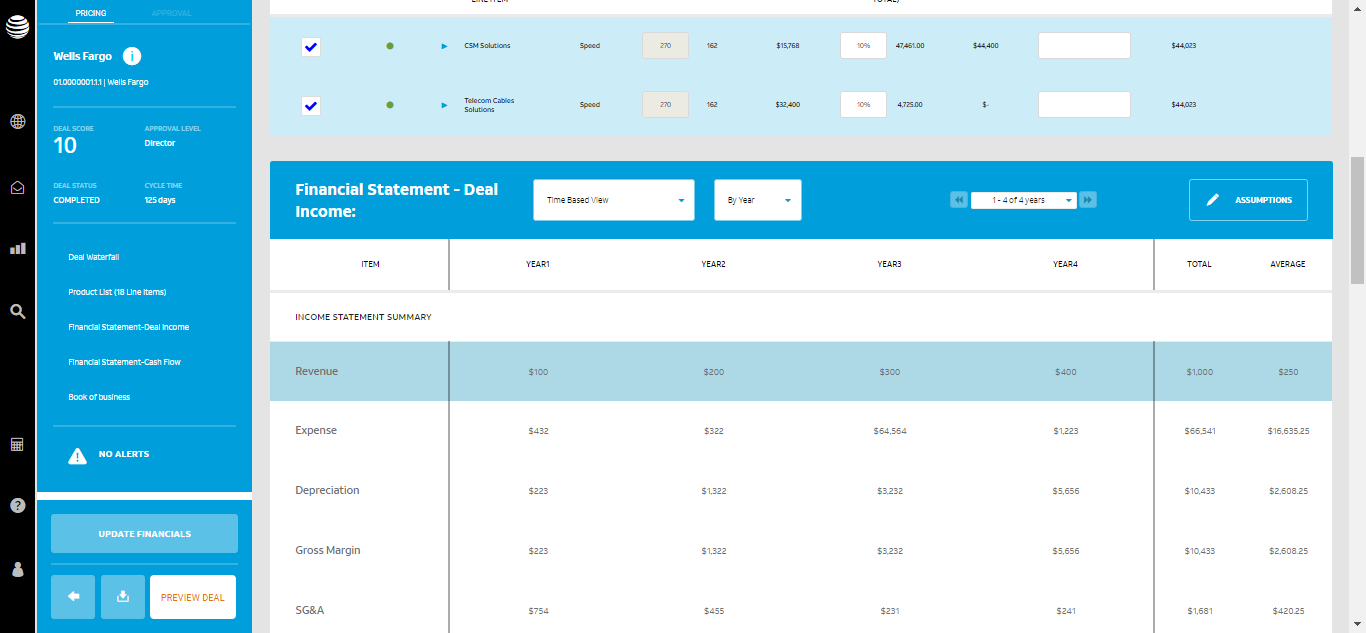 PRICING
APPROVAL
Wells Fargo i
01.0000001.1.1 | Wells Fargo
DEAL SCORE
10
APPROVAL LEVEL
Director
DEAL STATUS
COMPLETED
CYCLE TIME
125 days
Deal Waterfall
Product List (18 Line Items)
Financial Statement-Deal Income
Financial Statement-Cash Flow
Book of business
NO ALERTS
UPDATE FINANCIALS
PREVIEW DEAL
CSM Solutions Speed 270 162 $15,768 10% 47,461.00 $44,400 $44,023
Telecom Cables
Solutions
Speed 270 162 $32,400 10% 4,725.00 $- $44,023
Financial Statement - Deal
Income:
Time Based View
By Year
1 - 4 of 4 years
ASSUMPTIONS
ITEM YEAR1 YEAR2 YEAR3 YEAR4 TOTAL AVERAGE
INCOME STATEMENT SUMMARY
Revenue $100 $200 $300 $400 $1,000 $250
Expense $432 $322 $64,564 $1,223 $66,541 $16,635.25
Depreciation $223 $1,322 $3,232 $5,656 $10,433 $2,608.25
Gross Margin $223 $1,322 $3,232 $5,656 $10,433 $2,608.25
SG&A $754 $455 $231 $241 $1,681 $420.25